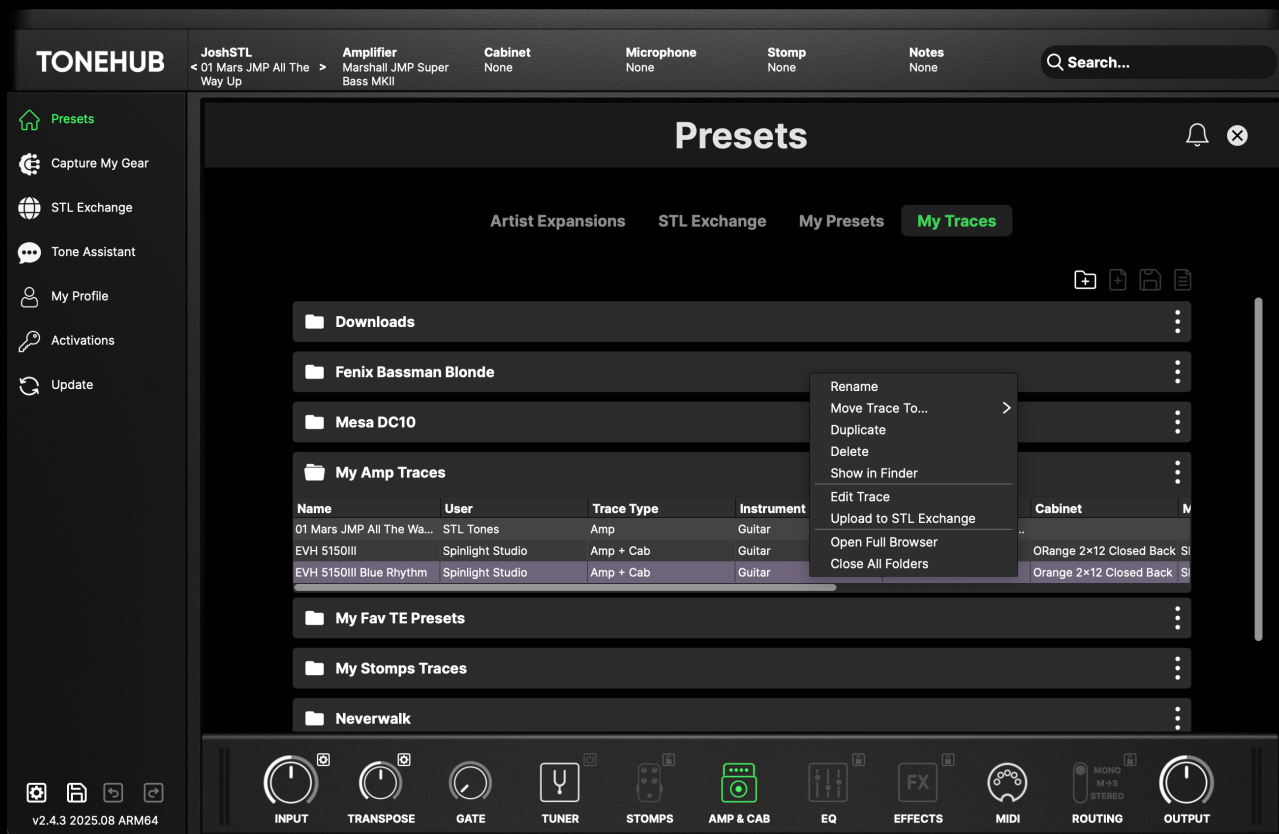 TONEHUB
JoshSTL
< 01 Mars JMP All The >
Way Up
Amplifier
Marshall JMP Super
Bass MKII
Cabinet
None
Microphone
None
Stomp
None
Notes
None
Search...
Presets
Capture My Gear
STL Exchange
Tone Assistant
My Profile
Activations
Update
v2.4.3 2025.08 ARM64
Presets
Artist Expansions
STL Exchange
My Presets
My Traces
Downloads
Fenix Bassman Blonde
Mesa DC10
My Amp Traces
Name User Trace Type Instrument Cabinet M
01 Mars JMP All The Wa... STL Tones Amp Guitar ...
EVH 5150III Spinlight Studio Amp + Cab Guitar ORange 2×12 Closed Back
EVH 5150III Blue Rhythm Spinlight Studio Amp + Cab Guitar Orange 2×12 Closed Back
Rename
Move Trace To...
Duplicate
Delete
Show in Finder
Edit Trace
Upload to STL Exchange
Open Full Browser
Close All Folders
My Fav TE Presets
My Stomps Traces
Neverwalk
INPUT
TRANSPOSE
GATE
TUNER
STOMPS
AMP & CAB
EQ
FX
EFFECTS
MIDI
MONO
M→S
STEREO
ROUTING
OUTPUT